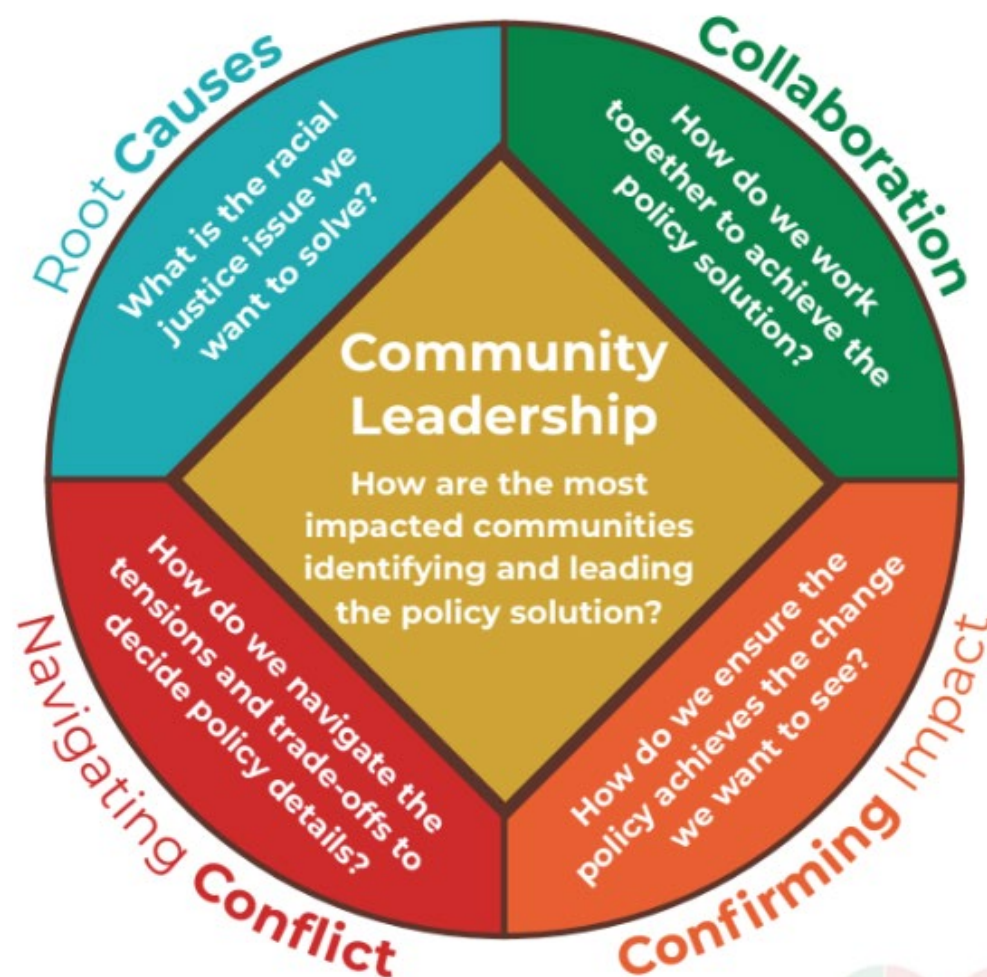 Root Causes
What is the racial
justice issue we
want to solve?
Collaboration
How do we work
together to achieve the
policy solution?
Community
Leadership
How are the most
impacted communities
identifying and leading
the policy solution?
Navigating Conflict
How do we navigate the
tensions and trade-offs to
decide policy details?
Confirming Impact
How do we ensure the
policy achieves the change
we want to see?